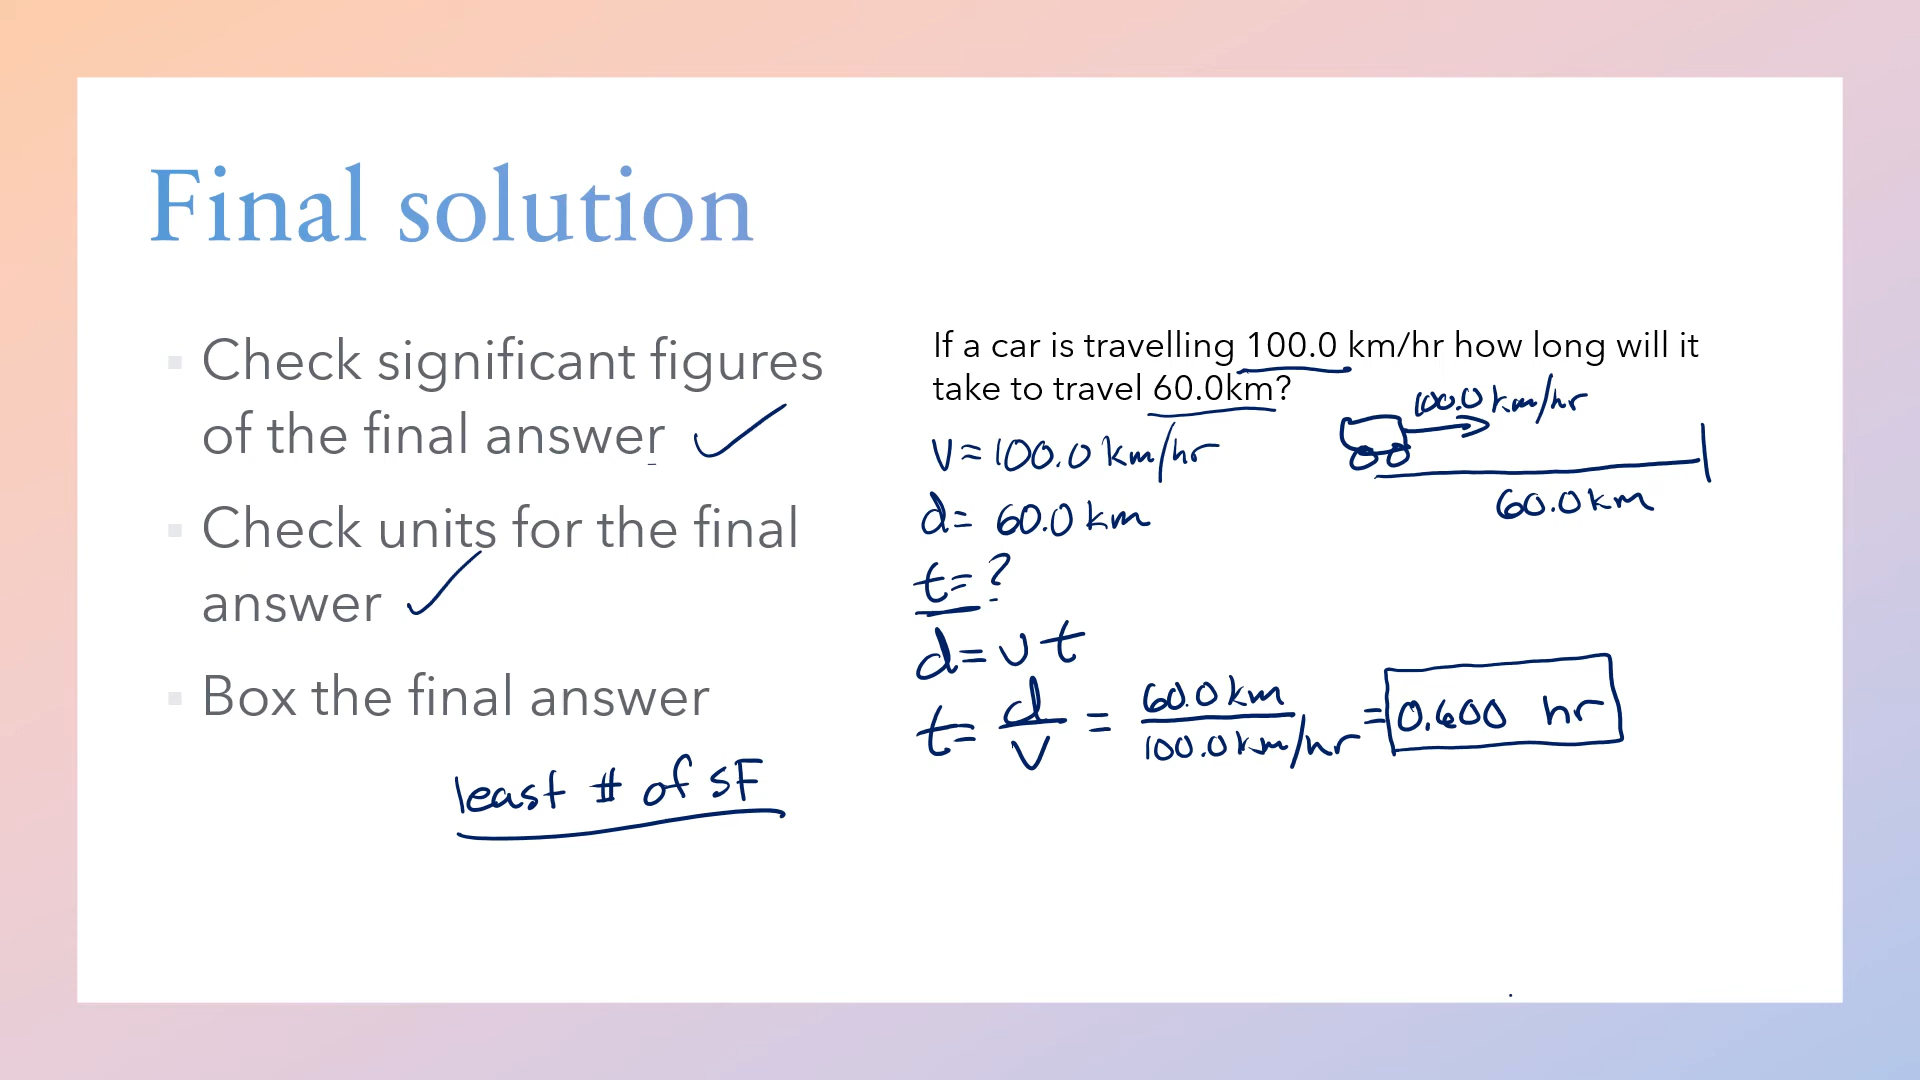 Final solution
Check significant figures
of the final answer
Check units for the final
answer
Box the final answer
least # of SF
If a car is travelling 100.0 km/hr how long will it
take to travel 60.0km?
100.0 km/hr
60.0 km
v = 100.0 km/hr
d = 60.0 km
t = ?
d = vt
t = d/v = 60.0 km / 100.0 km/hr = 0.600 hr